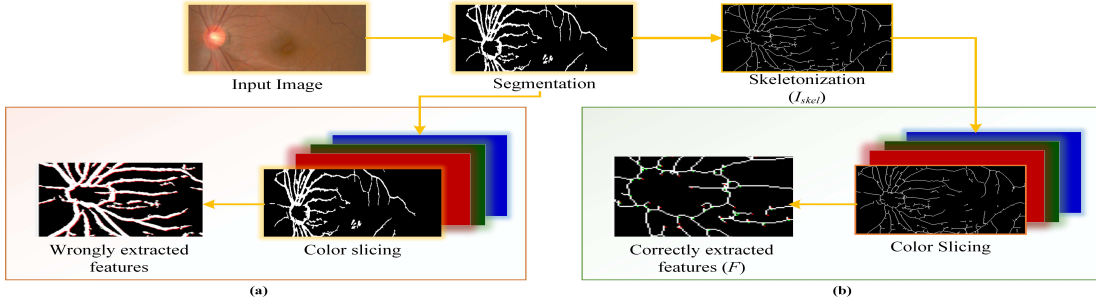 Input Image
Segmentation
Skeletonization
(I_skel)
Wrongly extracted
features
Color slicing
Correctly extracted
features (F)
Color Slicing
(a)
(b)